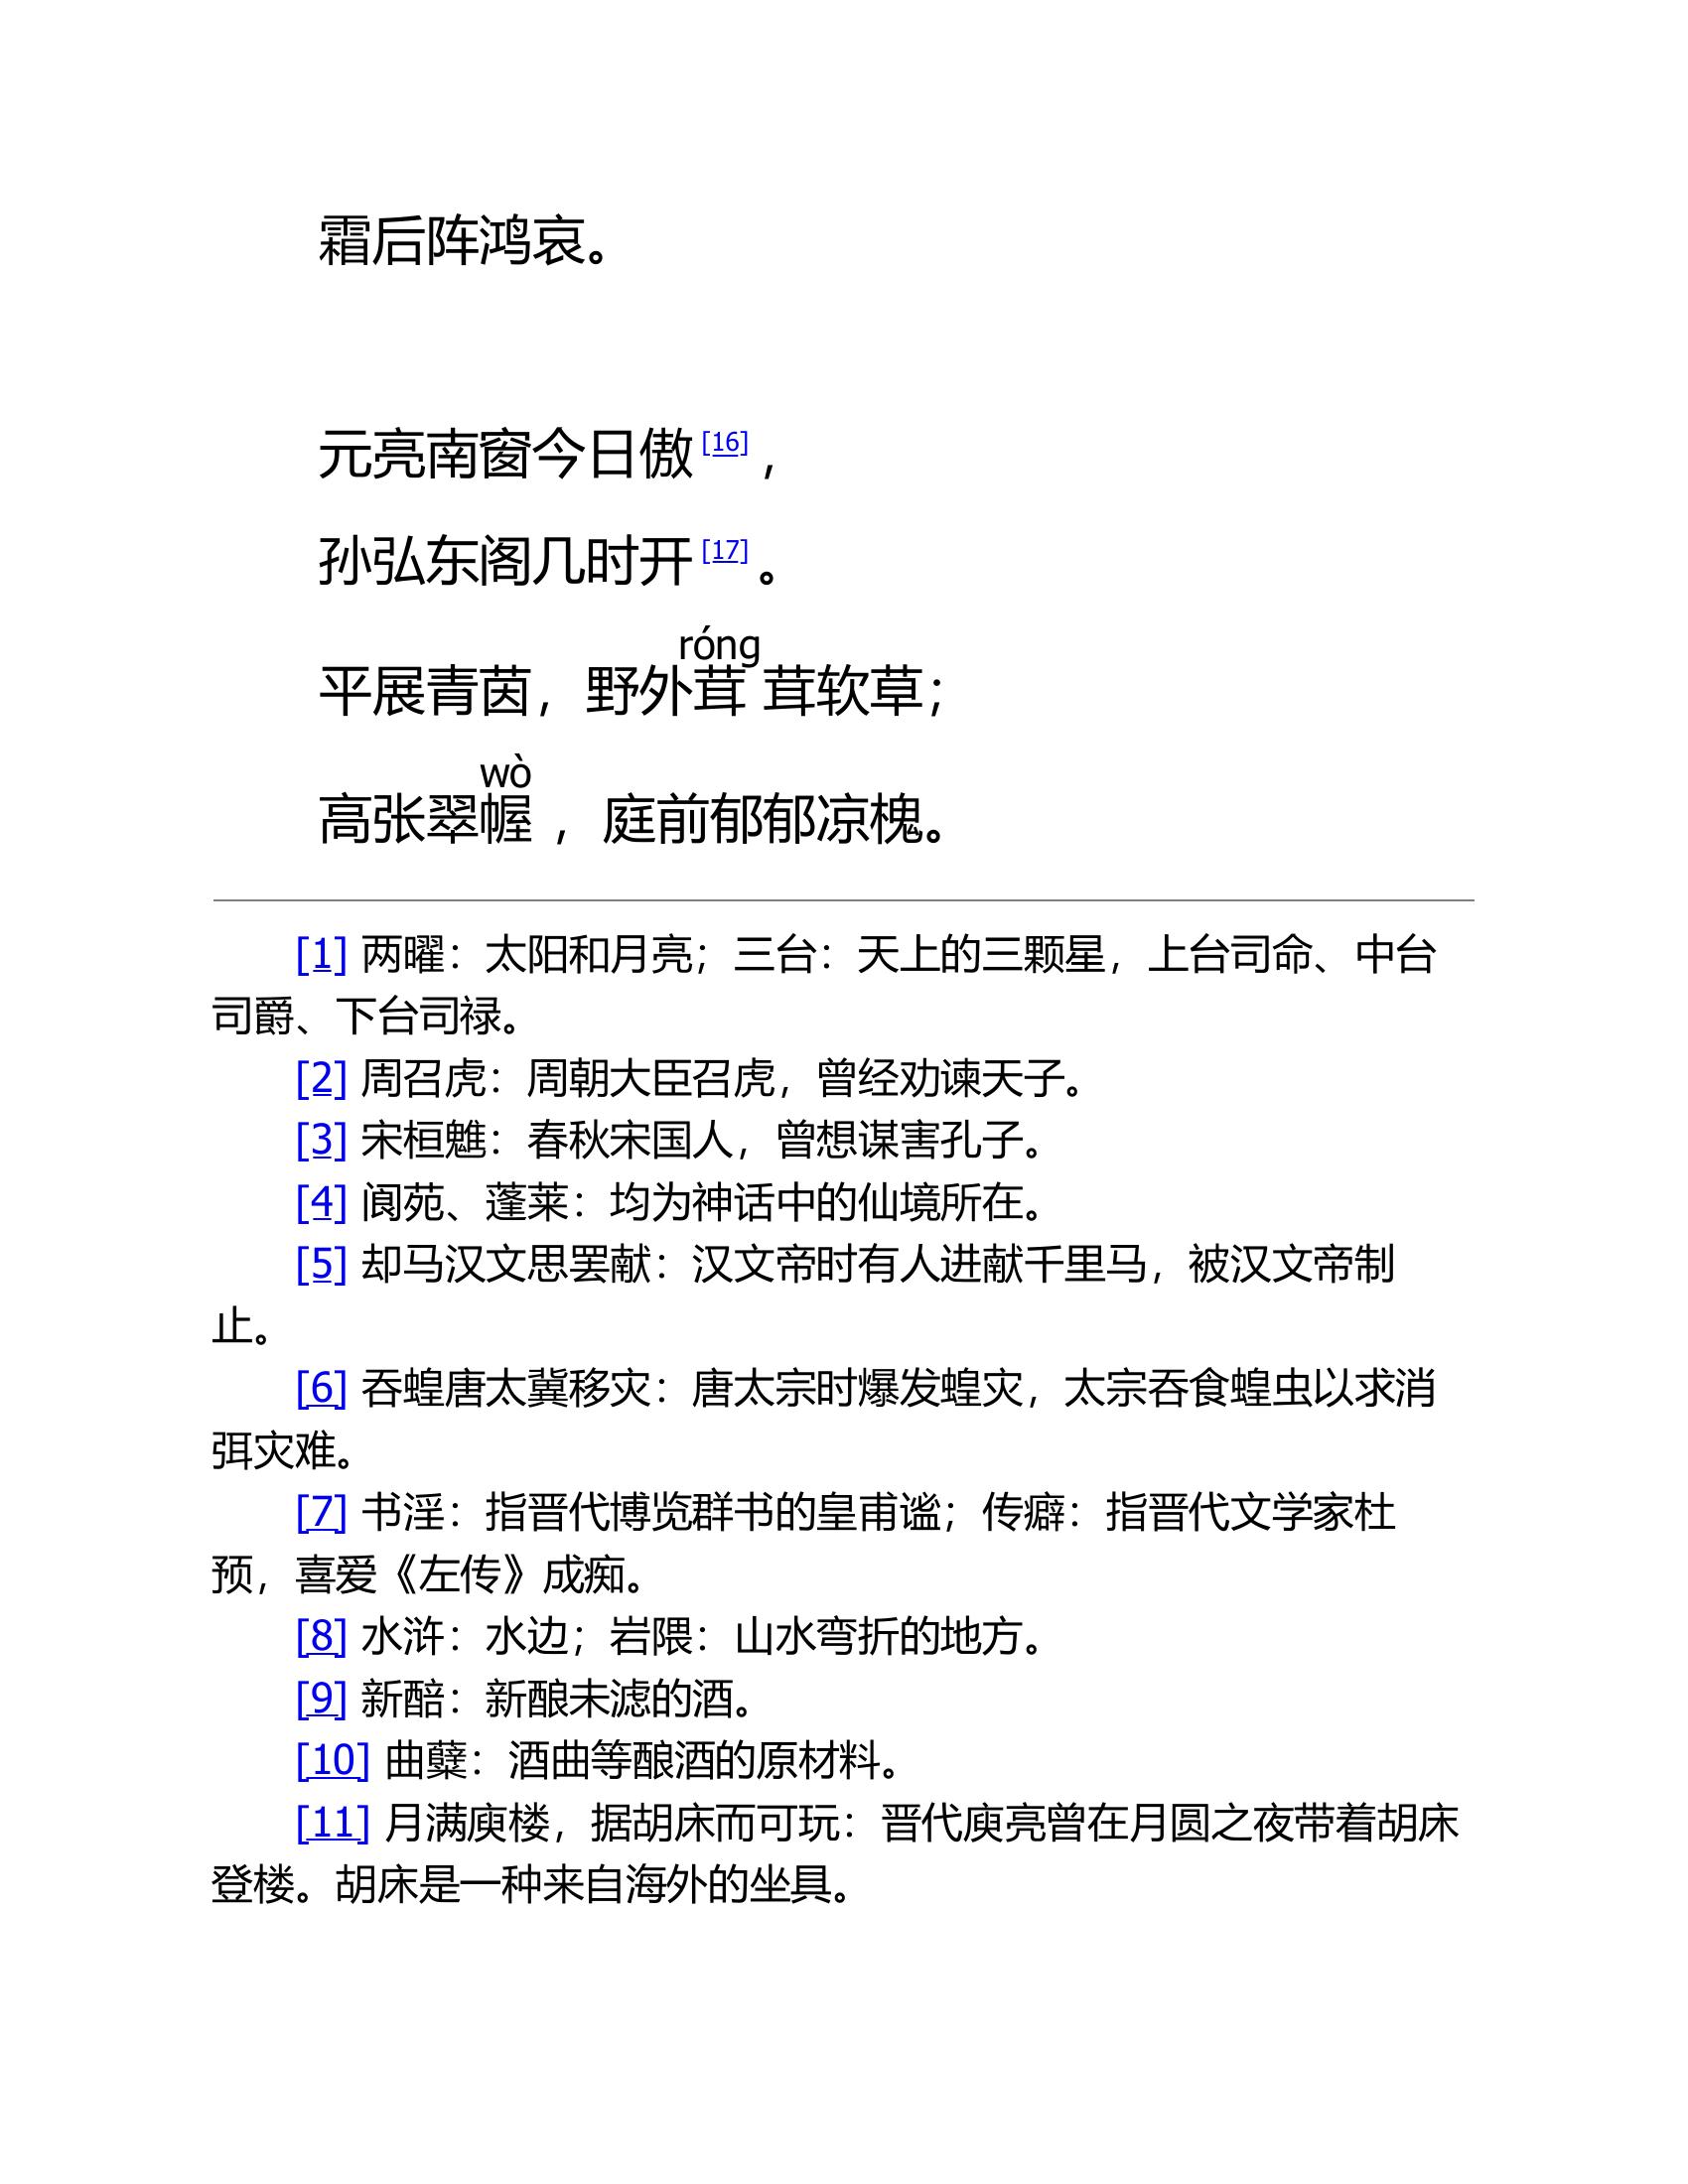 霜后阵鸿哀。
元亮南窗今日傲[16]，
孙弘东阁几时开[17]。
róng
平展青茵，野外茸茸软草；
wò
高张翠幄，庭前郁郁凉槐。
[1] 两曜：太阳和月亮；三台：天上的三颗星，上台司命、中台
司爵、下台司禄。
[2] 周召虎：周朝大臣召虎，曾经劝谏天子。
[3] 宋桓魋：春秋宋国人，曾想谋害孔子。
[4] 阆苑、蓬莱：均为神话中的仙境所在。
[5] 却马汉文思罢献：汉文帝时有人进献千里马，被汉文帝制
止。
[6] 吞蝗唐太冀移灾：唐太宗时爆发蝗灾，太宗吞食蝗虫以求消
弭灾难。
[7] 书淫：指晋代博览群书的皇甫谧；传癖：指晋代文学家杜
预，喜爱《左传》成痴。
[8] 水浒：水边；岩隈：山水弯折的地方。
[9] 新醅：新酿未滤的酒。
[10] 曲蘖：酒曲等酿酒的原材料。
[11] 月满庾楼，据胡床而可玩：晋代庾亮曾在月圆之夜带着胡床
登楼。胡床是一种来自海外的坐具。